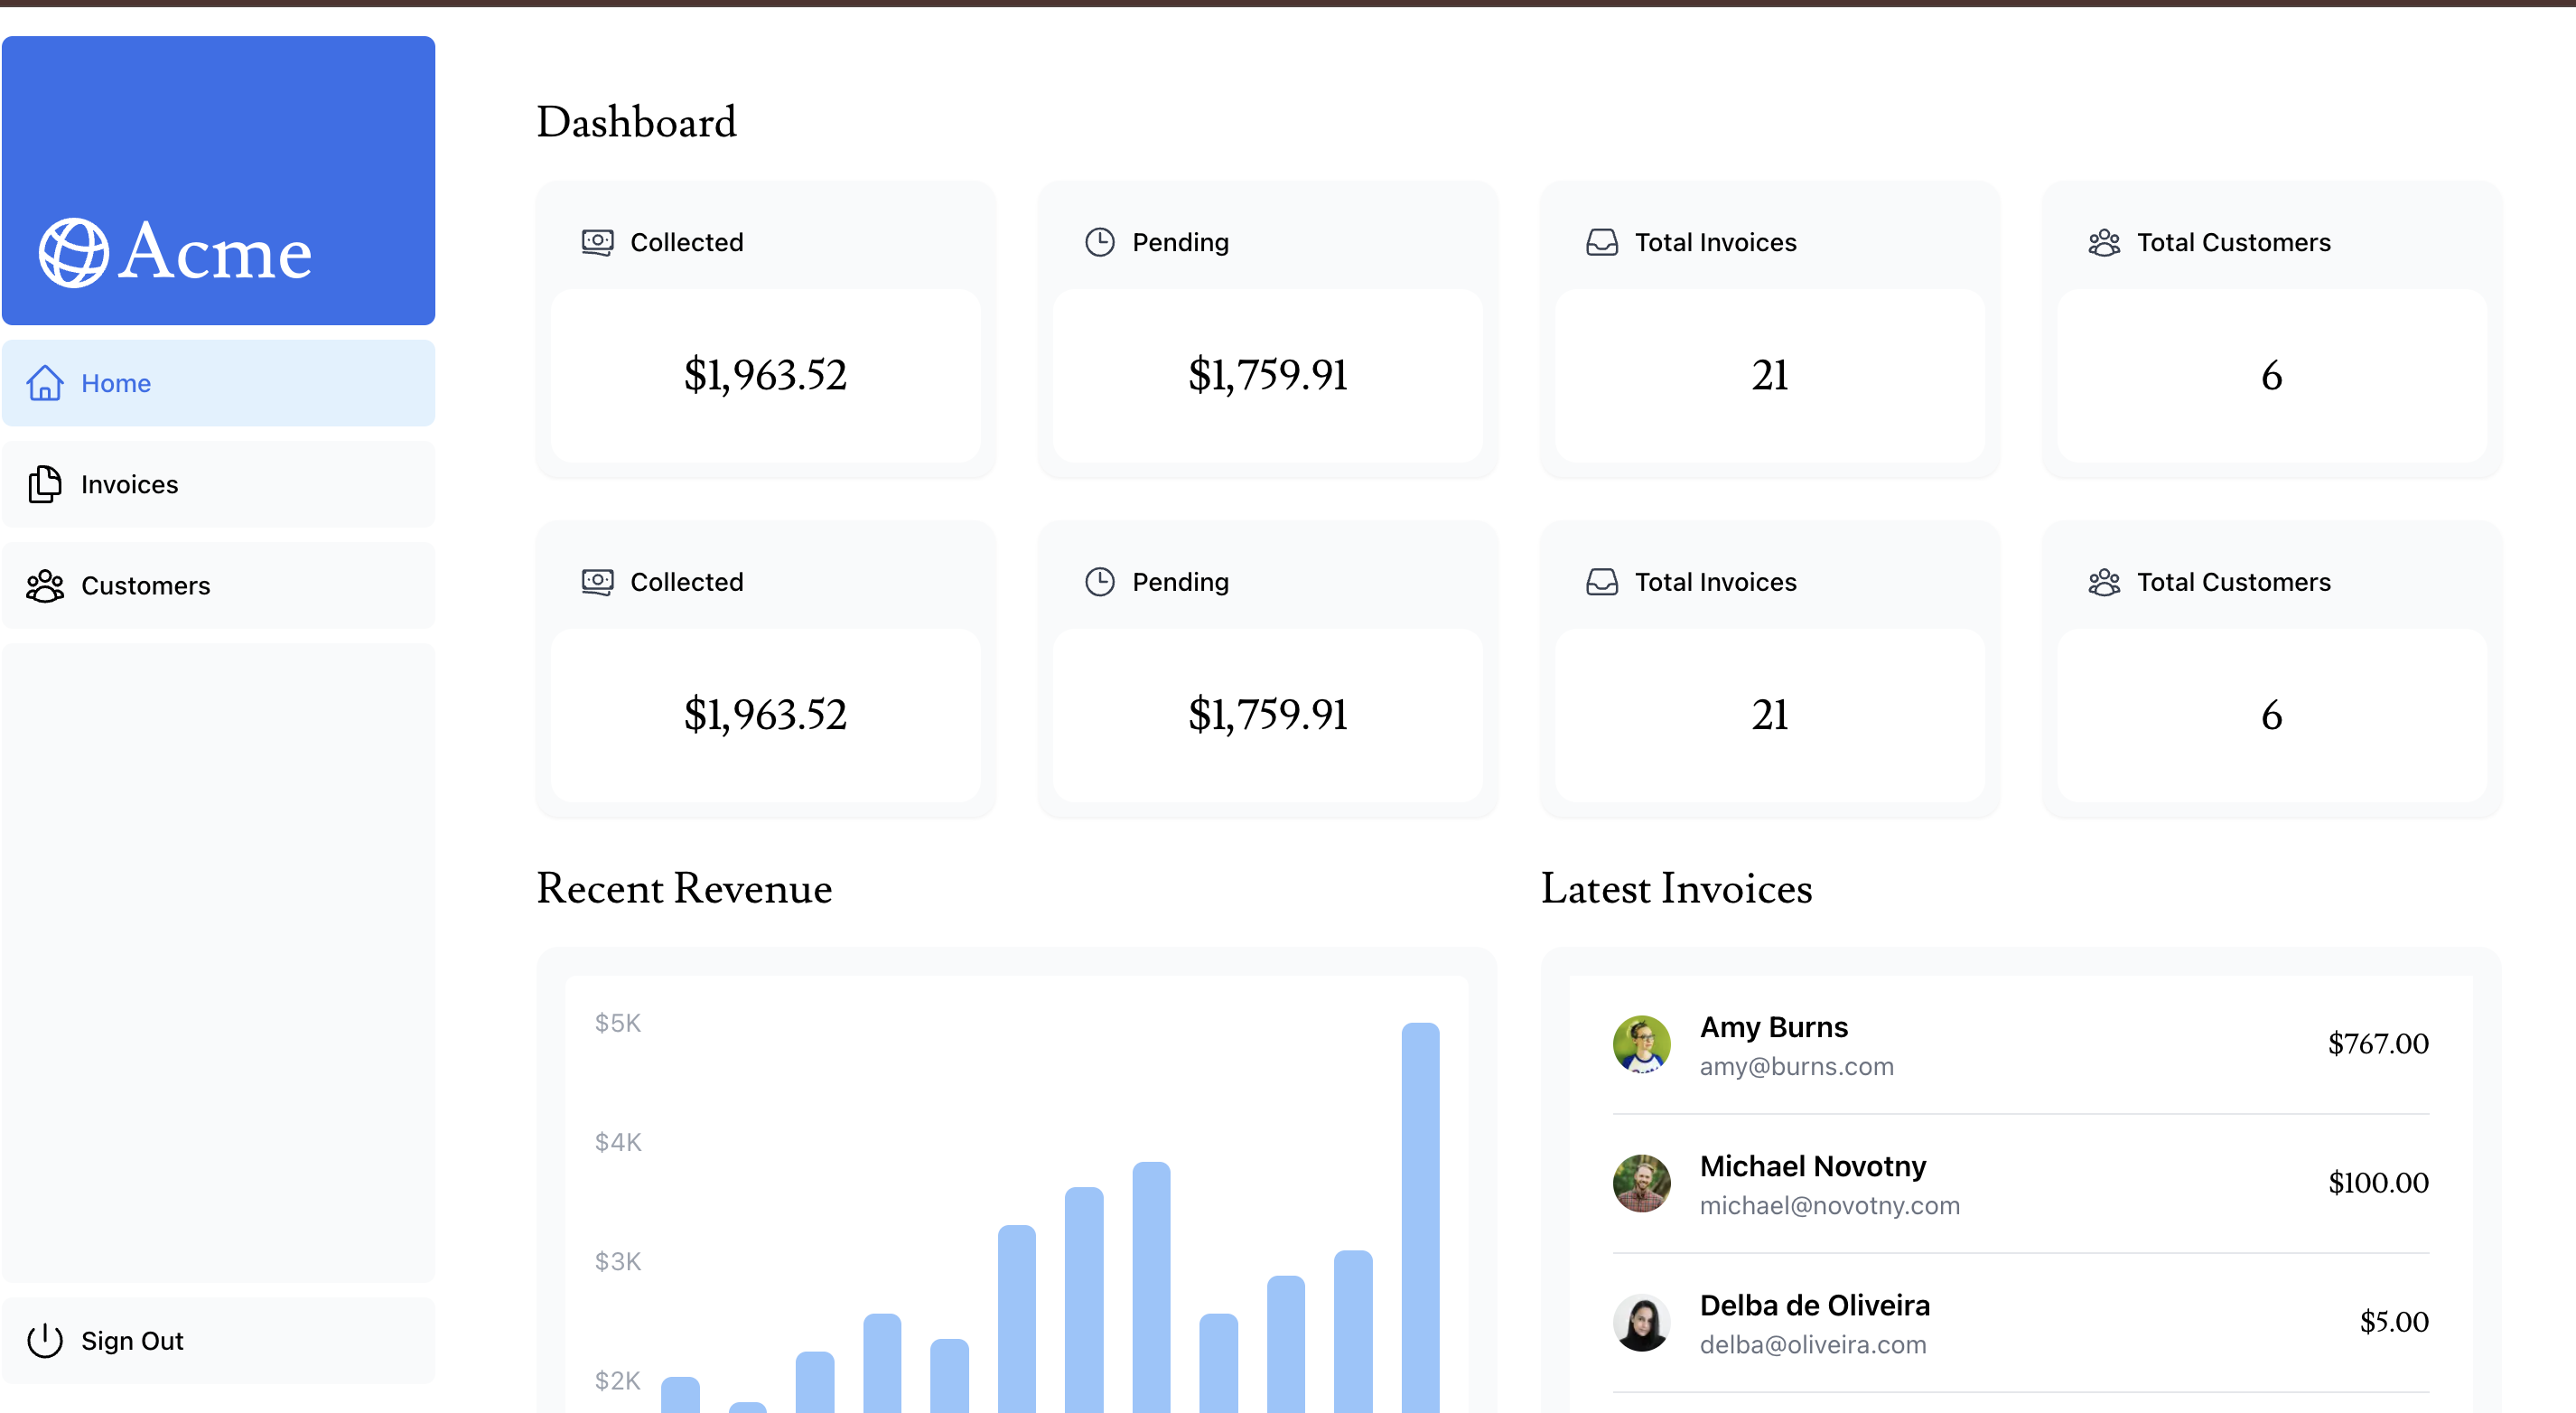 Acme
Home
Invoices
Customers
Sign Out
Dashboard
Collected
$1,963.52
Pending
$1,759.91
Total Invoices
21
Total Customers
6
Collected
$1,963.52
Pending
$1,759.91
Total Invoices
21
Total Customers
6
Recent Revenue
$5K
$4K
$3K
$2K
Latest Invoices
Amy Burns
amy@burns.com
$767.00
Michael Novotny
michael@novotny.com
$100.00
Delba de Oliveira
delba@oliveira.com
$5.00